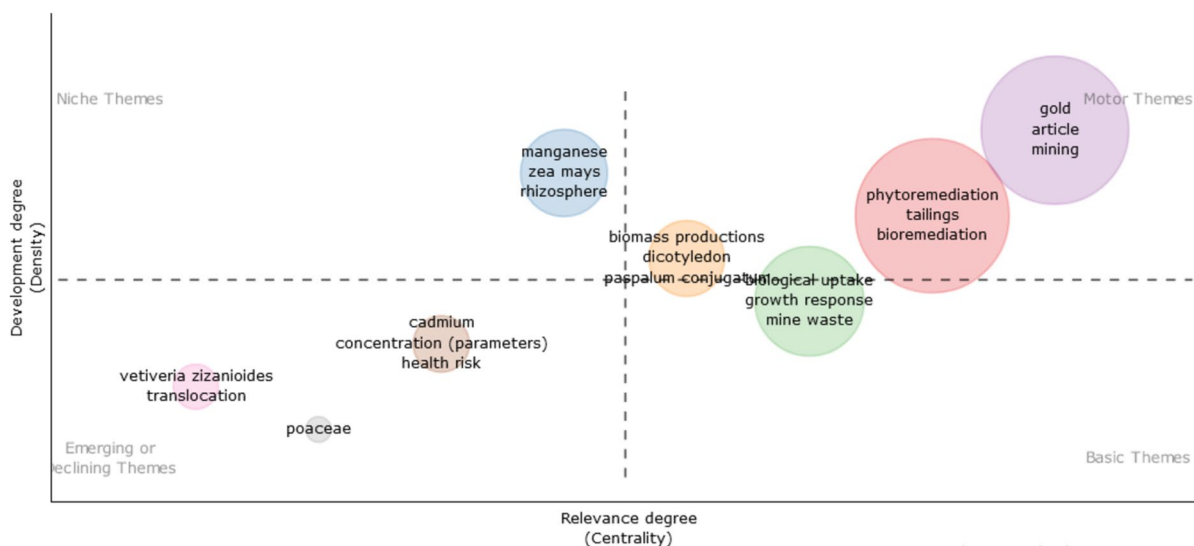 Niche Themes
Motor Themes
gold
article
mining
manganese
zea mays
rhizosphere
phytoremediation
tailings
bioremediation
biomass productions
dicotyledon
paspalum conjugatum
biological uptake
growth response
mine waste
cadmium
concentration (parameters)
health risk
vetiveria zizanioides
translocation
poaceae
Emerging or
Declining Themes
Basic Themes
Development degree
(Density)
Relevance degree
(Centrality)